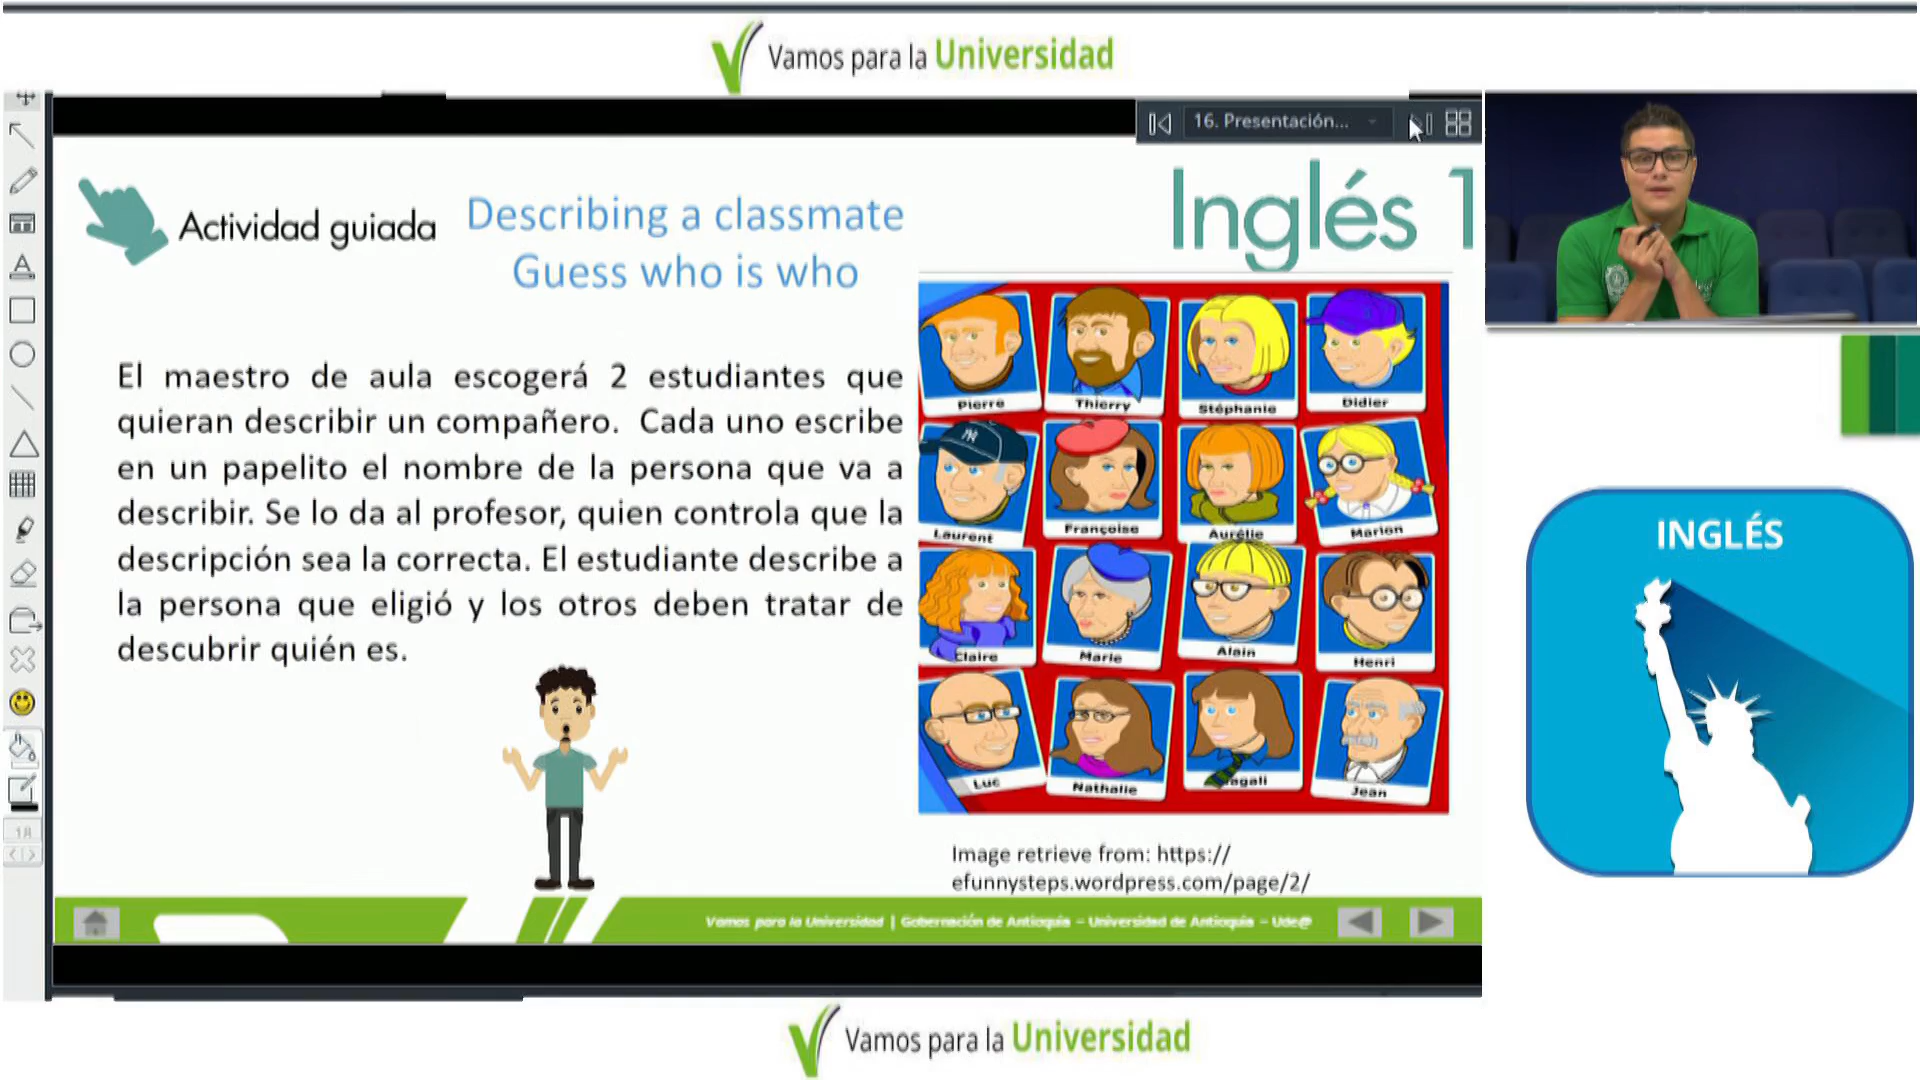 Vamos para la Universidad
16. Presentación...
Inglés 1
Actividad guiada
Describing a classmate
Guess who is who
El maestro de aula escogerá 2 estudiantes que
quieran describir un compañero. Cada uno escribe
en un papelito el nombre de la persona que va a
describir. Se lo da al profesor, quien controla que la
descripción sea la correcta. El estudiante describe a
la persona que eligió y los otros deben tratar de
descubrir quién es.
Pierre Thierry Stéphanie Didier
Laurent Françoise Aurélie Marion
Claire Marie Alain Henri
Luc Nathalie agali Jean
Image retrieve from: https://
efunnysteps.wordpress.com/page/2/
Vamos para la Universidad | Gobernación de Antioquia – Universidad de Antioquia – Ude@
INGLÉS
Vamos para la Universidad